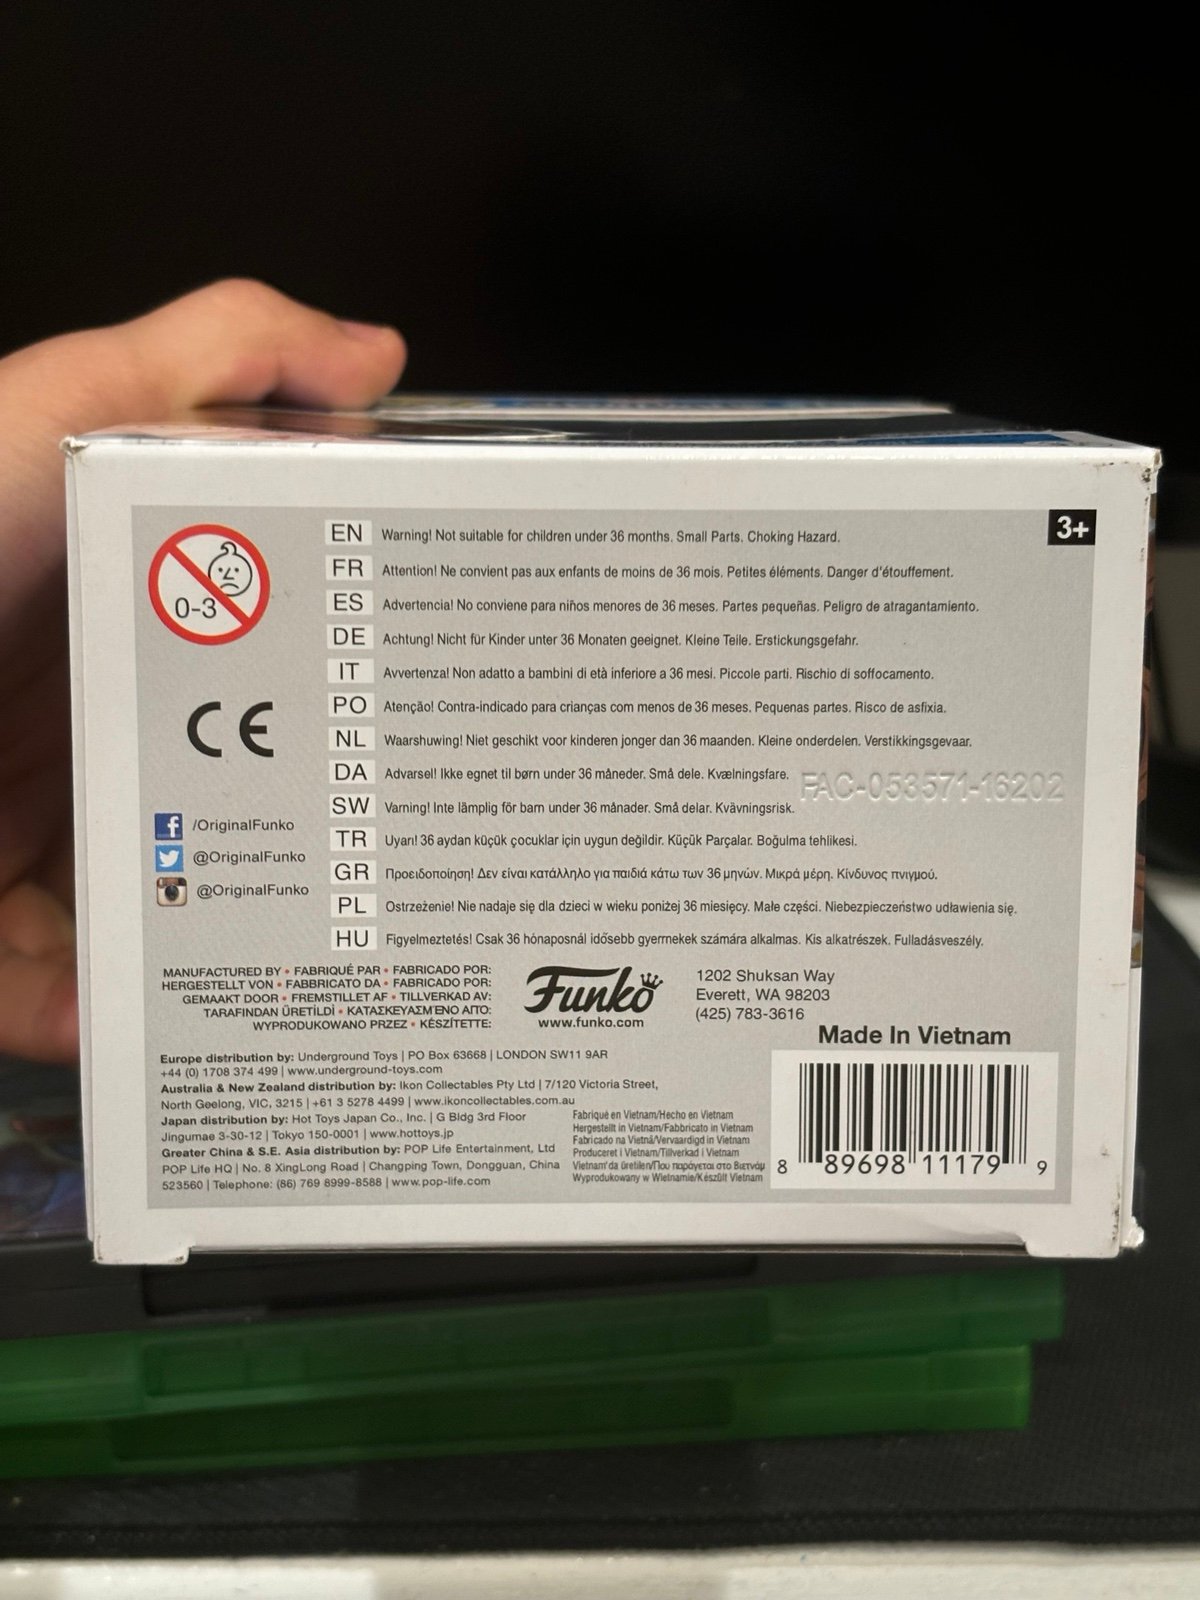 3+
0-3
EN Warning! Not suitable for children under 36 months. Small Parts. Choking Hazard.
FR Attention! Ne convient pas aux enfants de moins de 36 mois. Petites éléments. Danger d'étouffement.
ES Advertencia! No conviene para niños menores de 36 meses. Partes pequeñas. Peligro de atragantamiento.
DE Achtung! Nicht für Kinder unter 36 Monaten geeignet. Kleine Teile. Erstickungsgefahr.
IT Avvertenza! Non adatto a bambini di età inferiore a 36 mesi. Piccole parti. Rischio di soffocamento.
PO Atenção! Contra-indicado para crianças com menos de 36 meses. Pequenas partes. Risco de asfixia.
NL Waarshuwing! Niet geschikt voor kinderen jonger dan 36 maanden. Kleine onderdelen. Verstikkingsgevaar.
DA Advarsel! Ikke egnet til børn under 36 måneder. Små dele. Kvælningsfare.
FAC-053571-16202
SW Varning! Inte lämplig för barn under 36 månader. Små delar. Kvävningsrisk.
TR Uyarı! 36 aydan küçük çocuklar için uygun değildir. Küçük Parçalar. Boğulma tehlikesi.
GR Προειδοποίηση! Δεν είναι κατάλληλο για παιδιά κάτω των 36 μηνών. Μικρά μέρη. Κίνδυνος πνιγμού.
PL Ostrzeżenie! Nie nadaje się dla dzieci w wieku poniżej 36 miesięcy. Małe części. Niebezpieczeństwo udławienia się.
HU Figyelmeztetés! Csak 36 hónaposnál idősebb gyermekek számára alkalmas. Kis alkatrészek. Fulladásveszély.
CE
/OriginalFunko
@OriginalFunko
@OriginalFunko
MANUFACTURED BY • FABRIQUÉ PAR • FABRICADO POR:
HERGESTELLT VON • FABBRICATO DA • FABRICADO POR:
GEMAAKT DOOR • FREMSTILLET AF • TILLVERKAD AV:
TARAFINDAN ÜRETİLDİ • ΚΑΤΑΣΚΕΥΑΣΜΈΝΟ ΑΠΌ:
WYPRODUKOWANO PRZEZ • KÉSZÍTETTE:
Funko
www.funko.com
1202 Shuksan Way
Everett, WA 98203
(425) 783-3616
Made In Vietnam
Europe distribution by: Underground Toys | PO Box 63668 | LONDON SW11 9AR
+44 (0) 1708 374 499 | www.underground-toys.com
Australia & New Zealand distribution by: Ikon Collectables Pty Ltd | 7/120 Victoria Street,
North Geelong, VIC, 3215 | +61 3 5278 4499 | www.ikoncollectables.com.au
Japan distribution by: Hot Toys Japan Co., Inc. | G Bldg 3rd Floor
Jingumae 3-30-12 | Tokyo 150-0001 | www.hottoys.jp
Greater China & S.E. Asia distribution by: POP Life Entertainment, Ltd
POP Life HQ | No. 8 XingLong Road | Changping Town, Dongguan, China
523560 | Telephone: (86) 769 8999-8588 | www.pop-life.com
Fabriqué en Vietnam/Hecho en Vietnam
Hergestellt in Vietnam/Fabbricato in Vietnam
Fabricado na Vietnã/Vervaardigd in Vietnam
Produceret i Vietnam/Tillverkad i Vietnam
Vietnam'da üretilen/Που παράγεται στο Βιετνάμ
Wyprodukowany w Wietnamie/Készült Vietnam
8 89698 11179 9